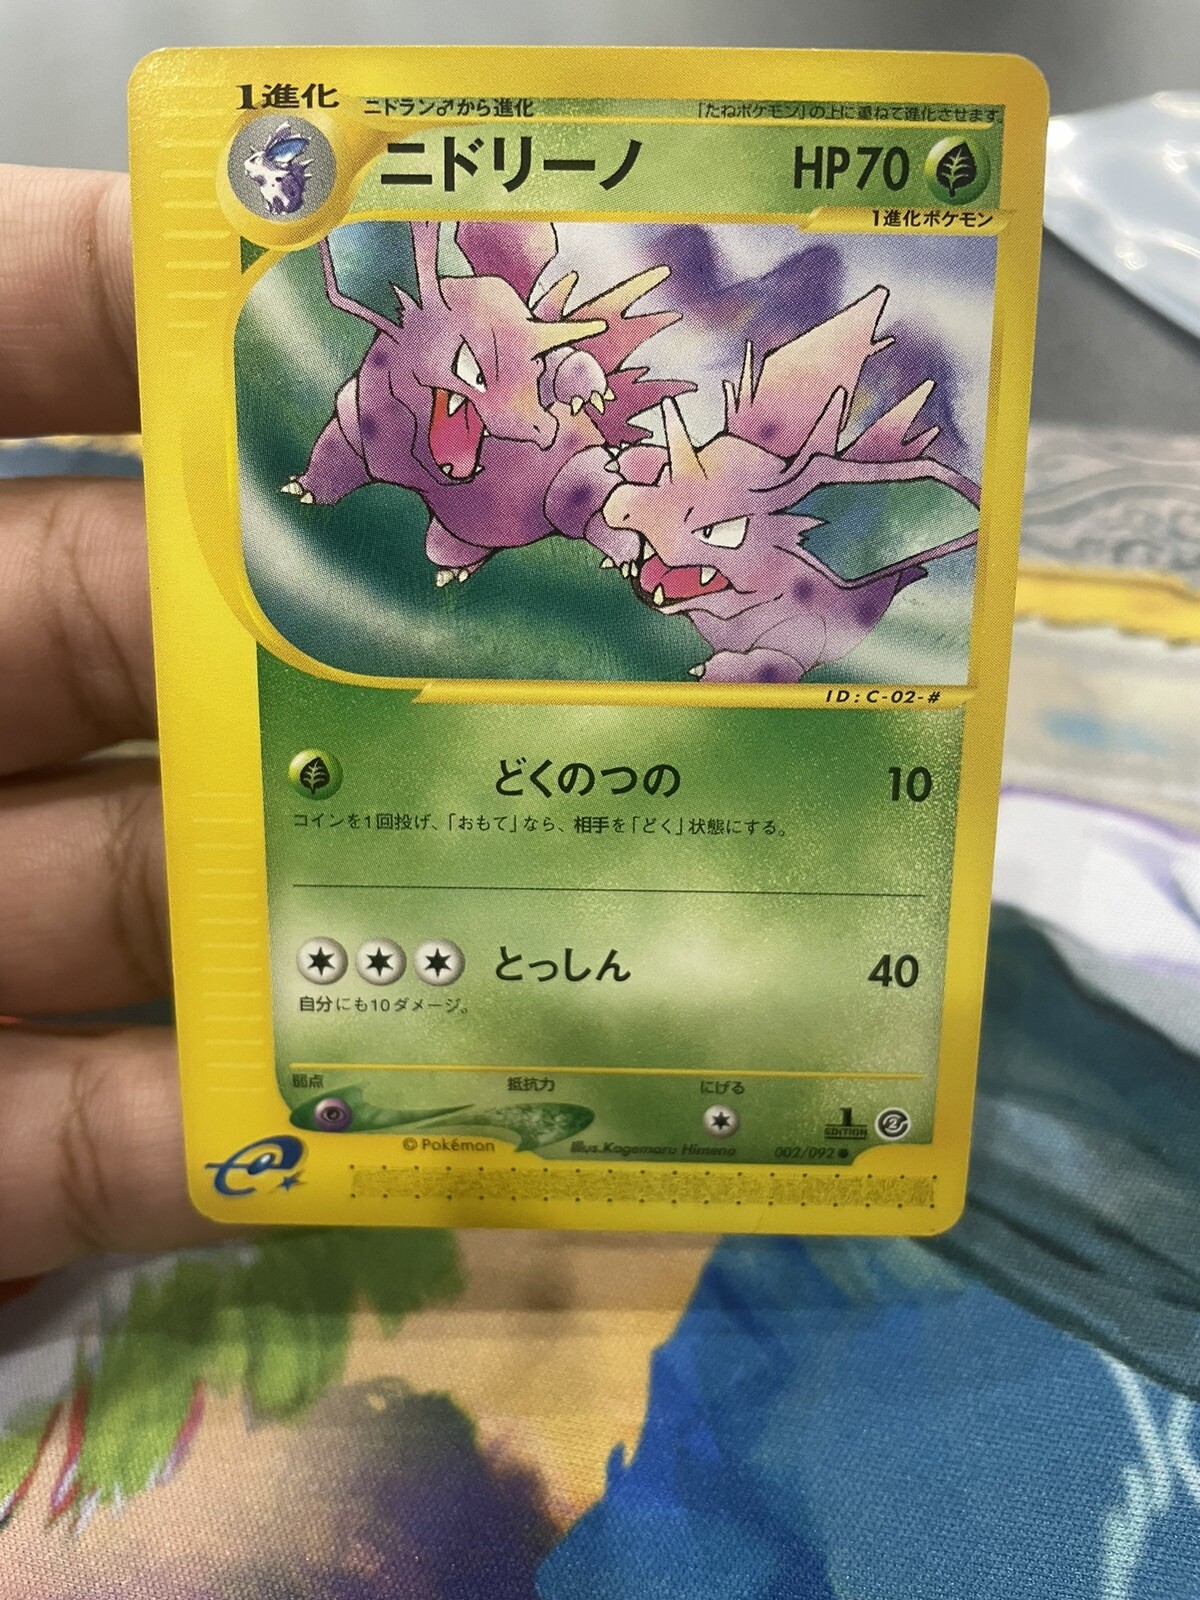 1進化
ニドラン♂から進化
「たねポケモン」の上に重ねて進化させます。
ニドリーノ
HP70
1進化ポケモン
ID:C-02-#
どくのつの
10
コインを1回投げ、「おもて」なら、相手を「どく」状態にする。
とっしん
40
自分にも10ダメージ。
弱点
抵抗力
にげる
1
EDITION
2
© Pokémon
Illus.Kagemaru Himeno
002/092●
e